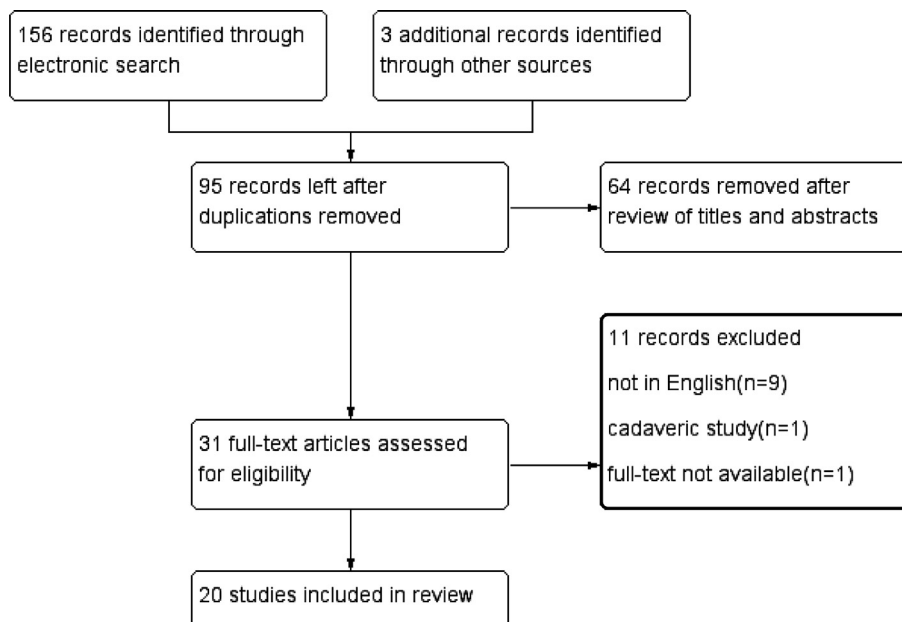 156 records identified through
electronic search
3 additional records identified
through other sources
95 records left after
duplications removed
64 records removed after
review of titles and abstracts
11 records excluded
not in English(n=9)
cadaveric study(n=1)
full-text not available(n=1)
31 full-text articles assessed
for eligibility
20 studies included in review